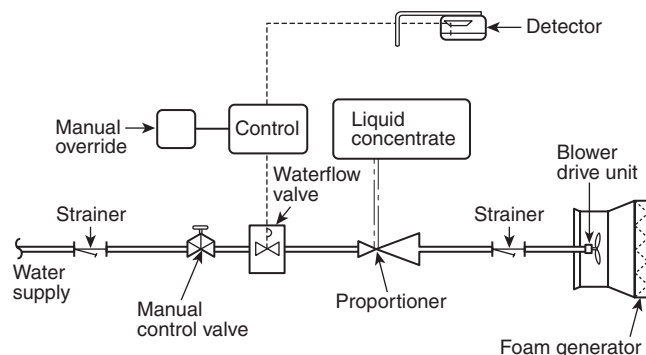 Detector
Manual
override
Control
Liquid
concentrate
Blower
drive unit
Waterflow
valve
Strainer
Strainer
Water
supply
Manual
control valve
Proportioner
Foam generator